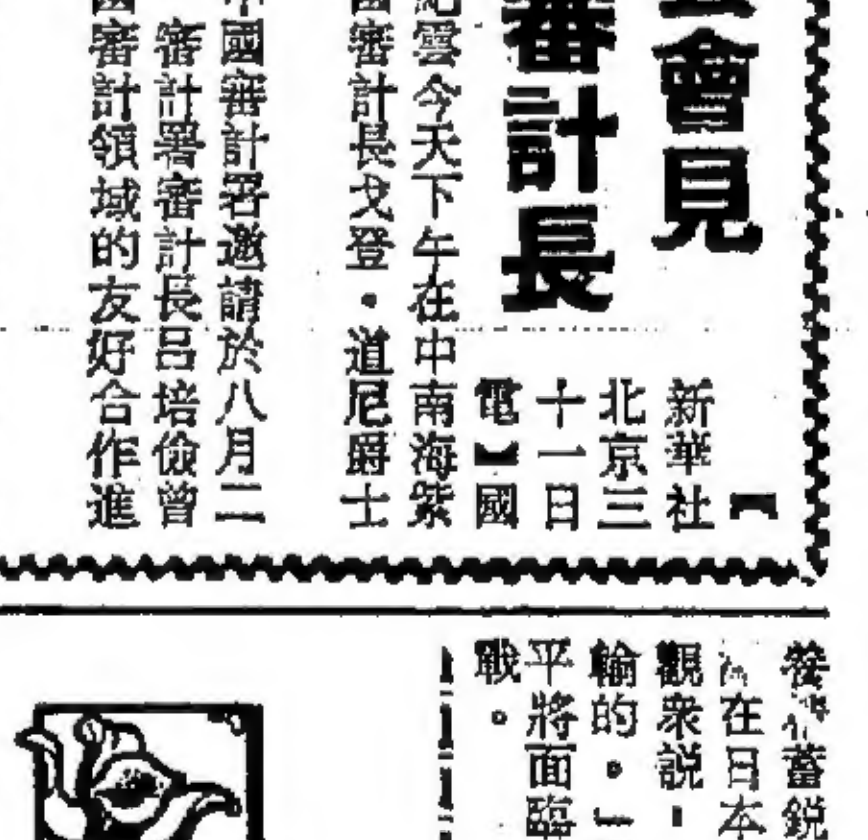 會見
審計長
【
新華社
北京三
十一日
電】國
紀雲今天下午在中南海紫
審計長戈登·道尼爵士
中國審計署邀請於八月二
審計署審計長呂培儉曾
國審計領域的友好合作進
養 蓄銳
在日本
觀衆説
輸的。」
平將面臨
戰。